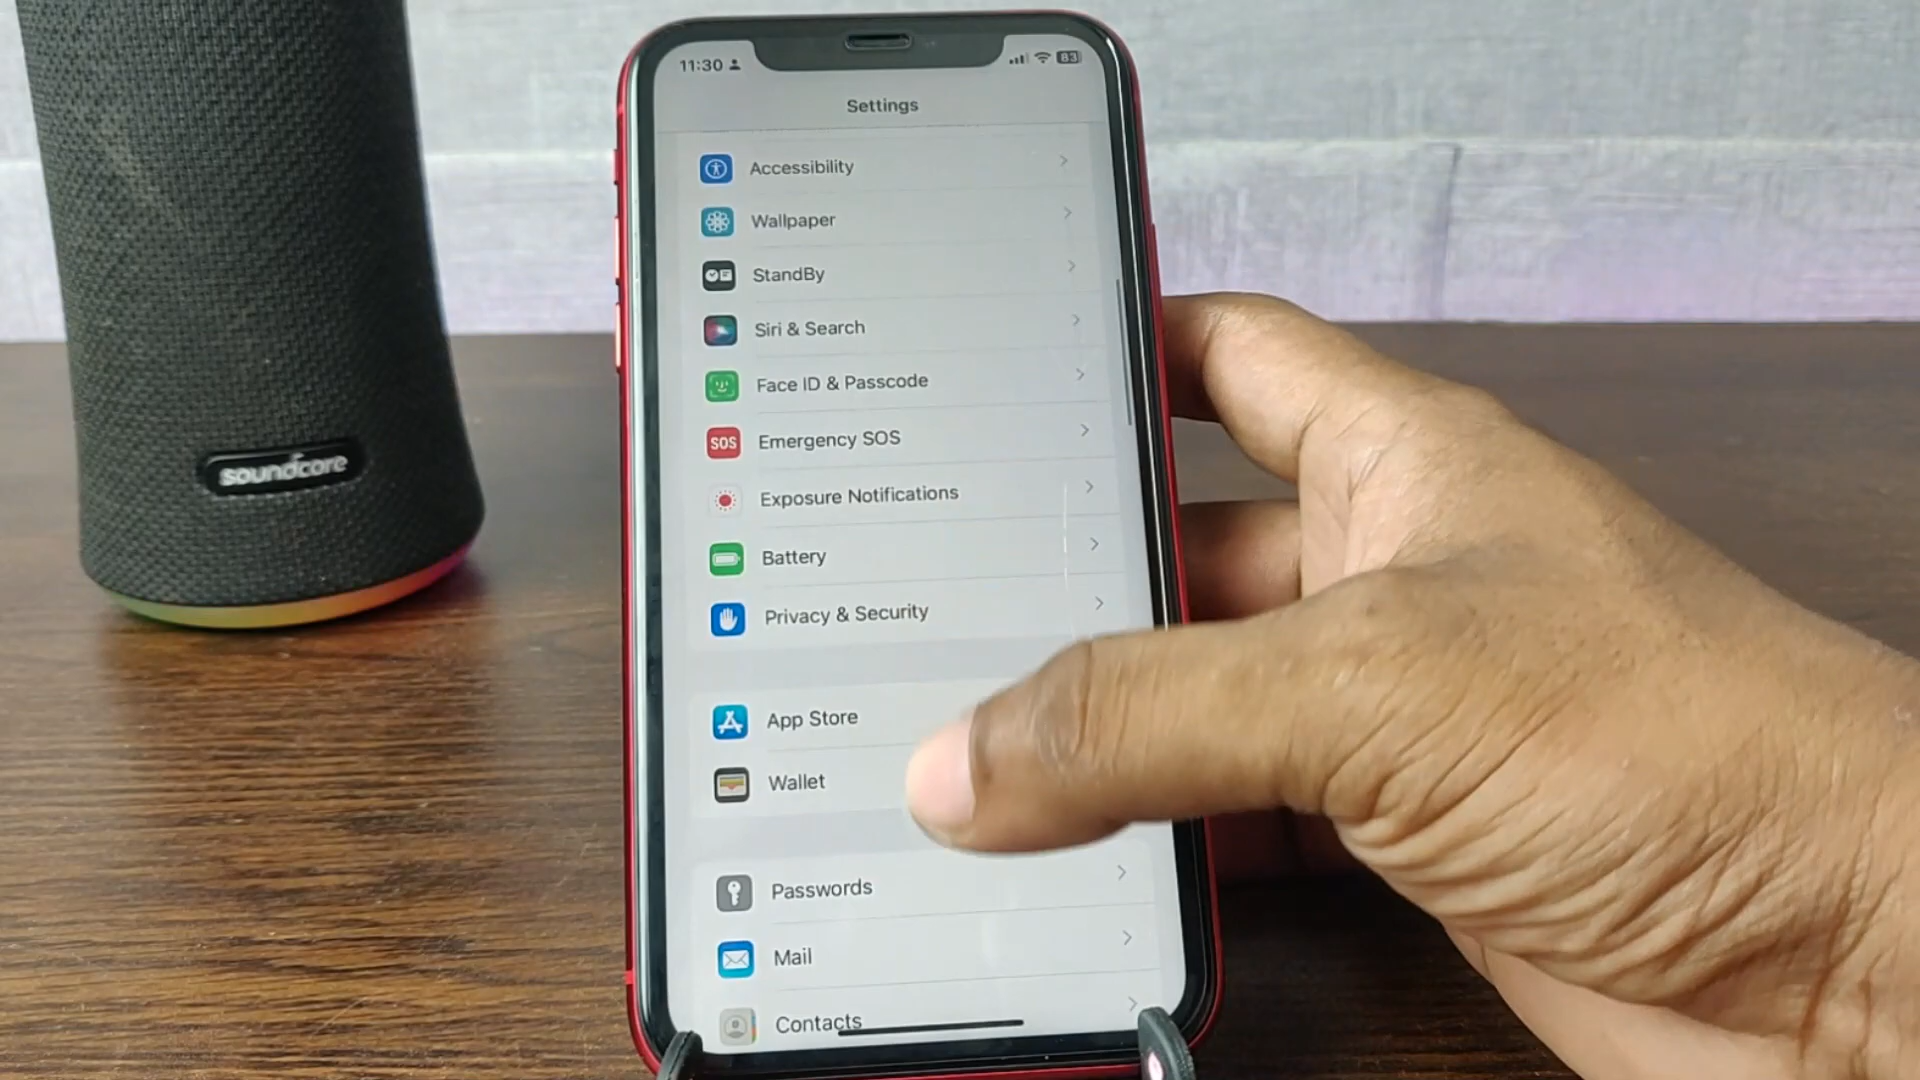 11:30
83
Settings
Accessibility
Wallpaper
StandBy
Siri & Search
Face ID & Passcode
SOS
Emergency SOS
Exposure Notifications
Battery
Privacy & Security
App Store
Wallet
Passwords
Mail
Contacts
soundcore